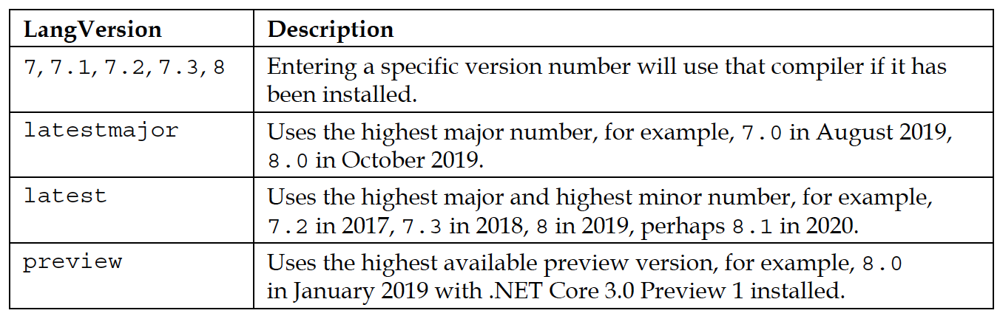 LangVersion Description
7, 7.1, 7.2, 7.3, 8 Entering a specific version number will use that compiler if it has
been installed.
latestmajor Uses the highest major number, for example, 7.0 in August 2019,
8.0 in October 2019.
latest Uses the highest major and highest minor number, for example,
7.2 in 2017, 7.3 in 2018, 8 in 2019, perhaps 8.1 in 2020.
preview Uses the highest available preview version, for example, 8.0
in January 2019 with .NET Core 3.0 Preview 1 installed.